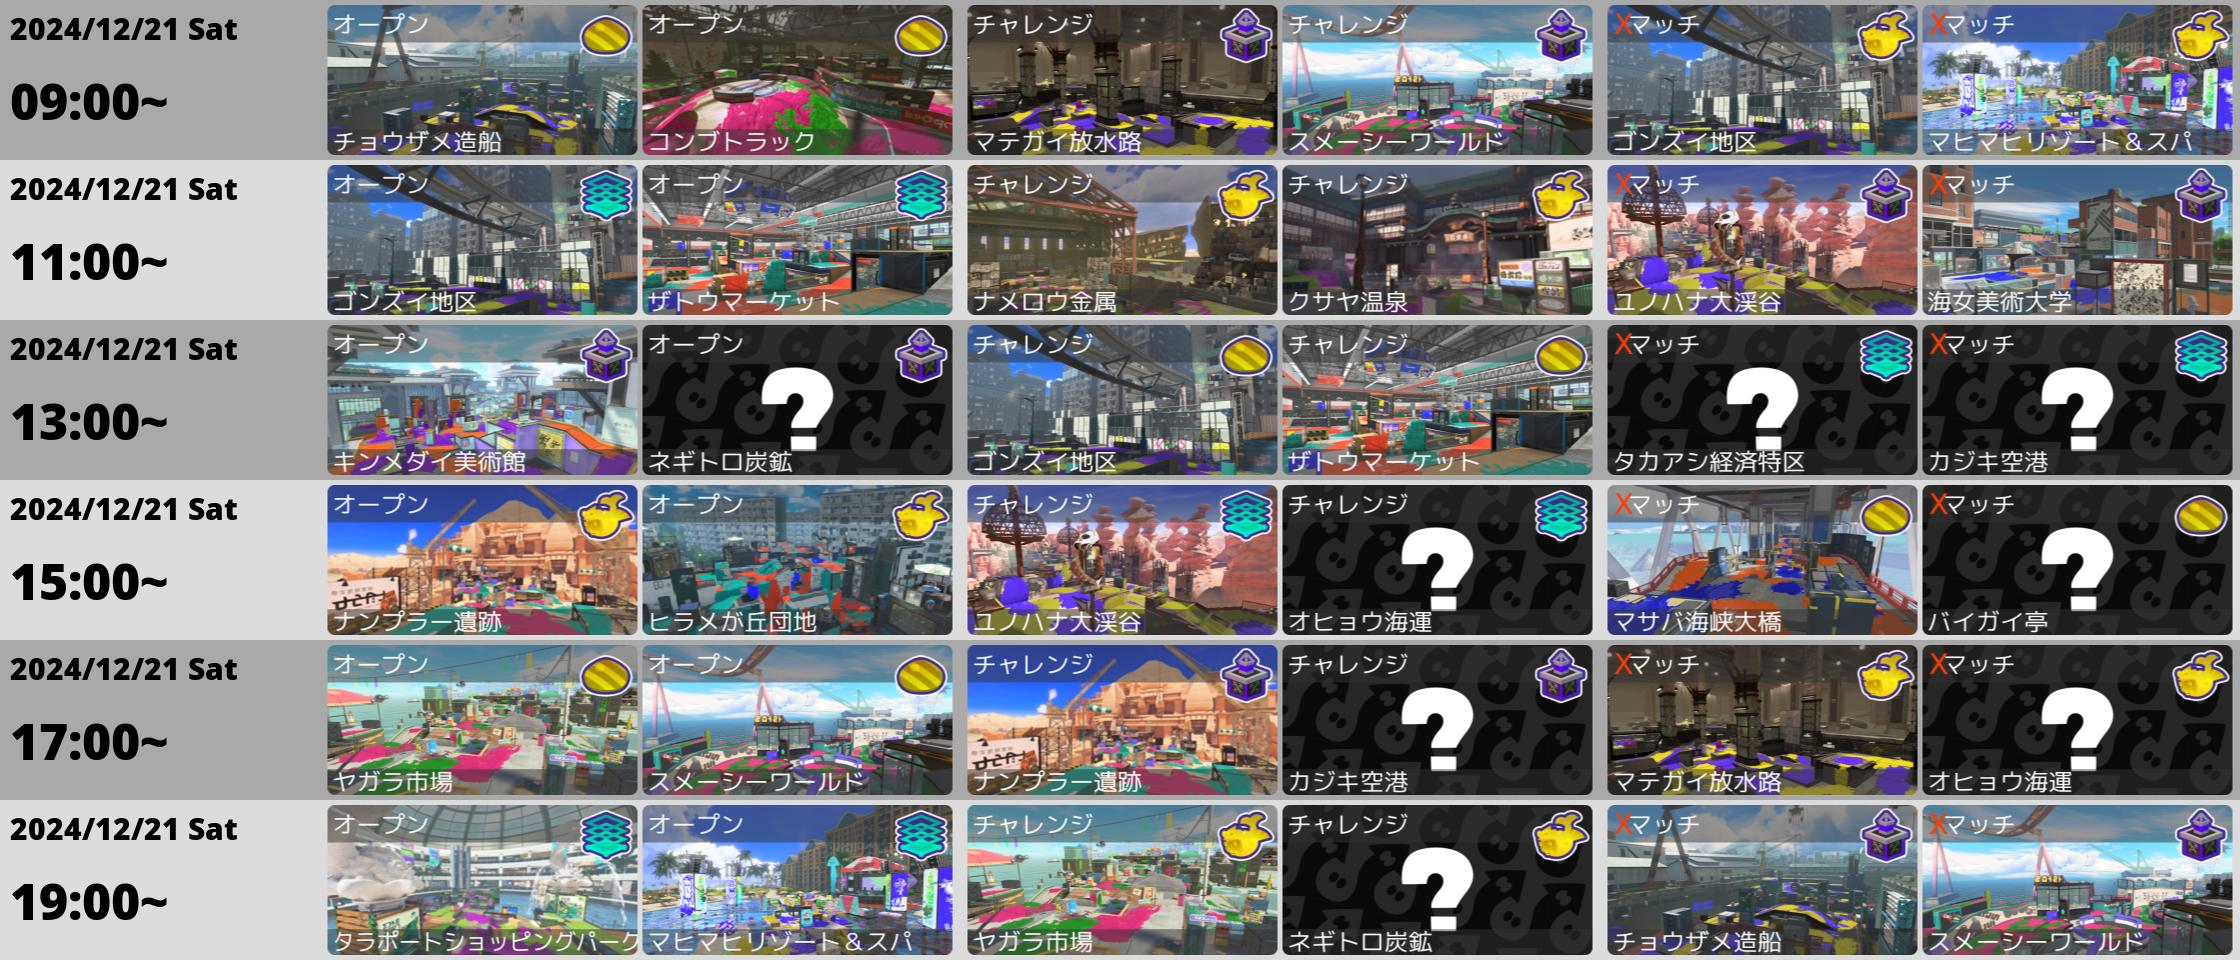 2024/12/21 Sat
09:00~
オープン
チョウザメ造船
オープン
コンブトラック
チャレンジ
マテガイ放水路
チャレンジ
スメーシーワールド
Xマッチ
ゴンズイ地区
Xマッチ
マヒマヒリゾート&スパ
2024/12/21 Sat
11:00~
オープン
ゴンズイ地区
オープン
ザトウマーケット
チャレンジ
ナメロウ金属
チャレンジ
クサヤ温泉
Xマッチ
ユノハナ大渓谷
Xマッチ
海女美術大学
2024/12/21 Sat
13:00~
オープン
キンメダイ美術館
オープン
?
ネギトロ炭鉱
チャレンジ
ゴンズイ地区
チャレンジ
ザトウマーケット
Xマッチ
?
タカアシ経済特区
Xマッチ
?
カジキ空港
2024/12/21 Sat
15:00~
オープン
ナンプラー遺跡
オープン
ヒラメが丘団地
チャレンジ
ユノハナ大渓谷
チャレンジ
?
オヒョウ海運
Xマッチ
マサバ海峡大橋
Xマッチ
?
バイガイ亭
2024/12/21 Sat
17:00~
オープン
ヤガラ市場
オープン
スメーシーワールド
チャレンジ
ナンプラー遺跡
チャレンジ
?
カジキ空港
Xマッチ
マテガイ放水路
Xマッチ
?
オヒョウ海運
2024/12/21 Sat
19:00~
オープン
タラポートショッピングパーク
オープン
マヒマヒリゾート&スパ
チャレンジ
ヤガラ市場
チャレンジ
?
ネギトロ炭鉱
Xマッチ
チョウザメ造船
Xマッチ
スメーシーワールド